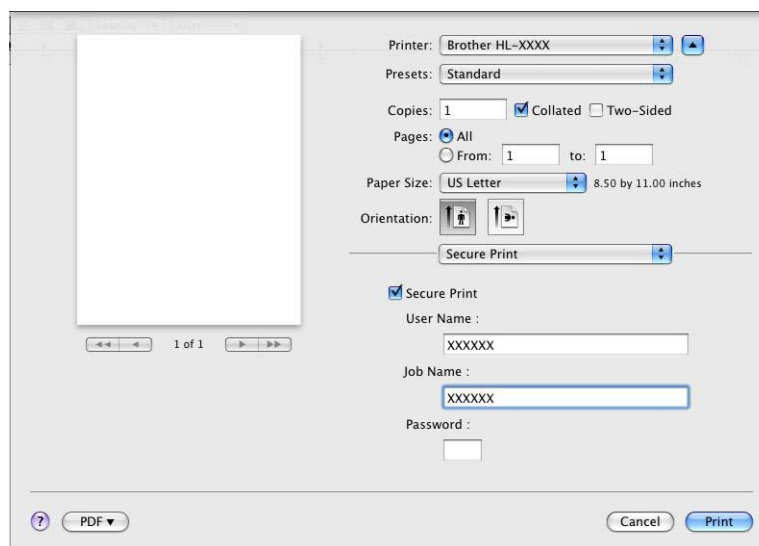 Printer: Brother HL-XXXX
Presets: Standard
Copies: 1 Collated Two-Sided
Pages: All
From: 1 to: 1
Paper Size: US Letter 8.50 by 11.00 inches
Orientation:
Secure Print
Secure Print
User Name :
XXXXXX
1 of 1
Job Name :
XXXXXX
Password :
? PDF ▼ Cancel Print